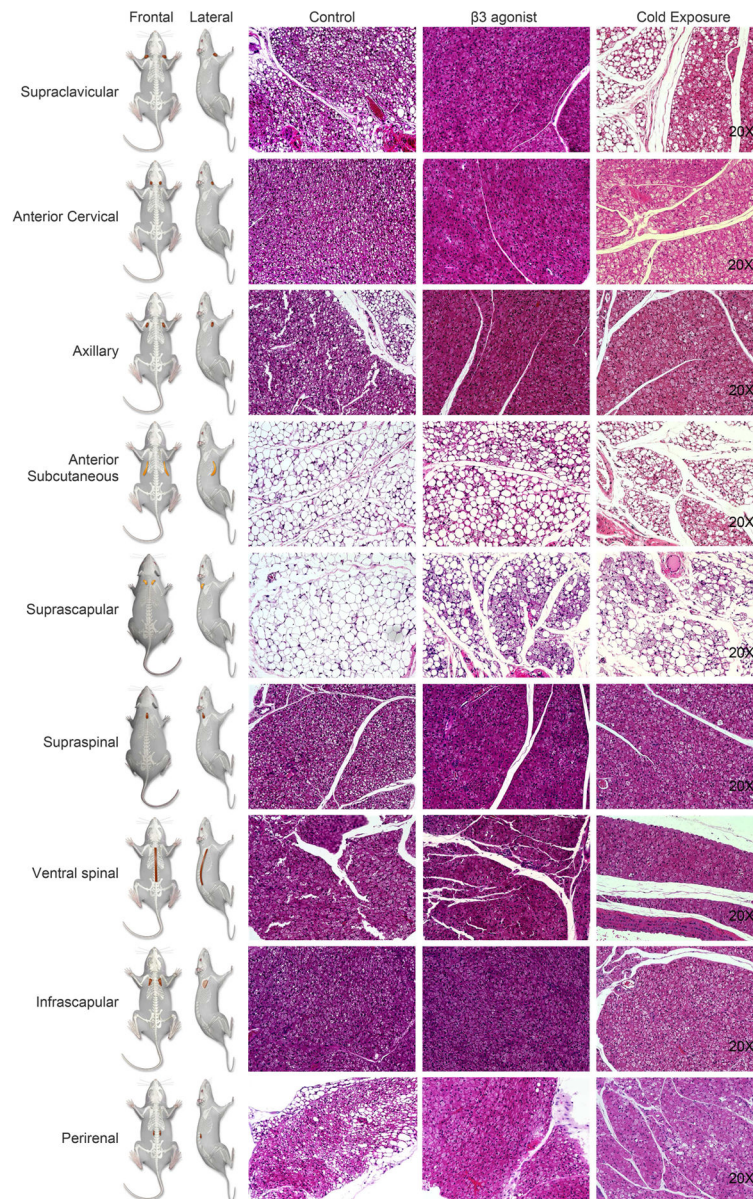 Frontal Lateral Control β3 agonist Cold Exposure
Supraclavicular
20X
Anterior Cervical
20X
Axillary
20X
Anterior
Subcutaneous
20X
Suprascapular
20X
Supraspinal
20X
Ventral spinal
20X
Infrascapular
20X
Perirenal
20X